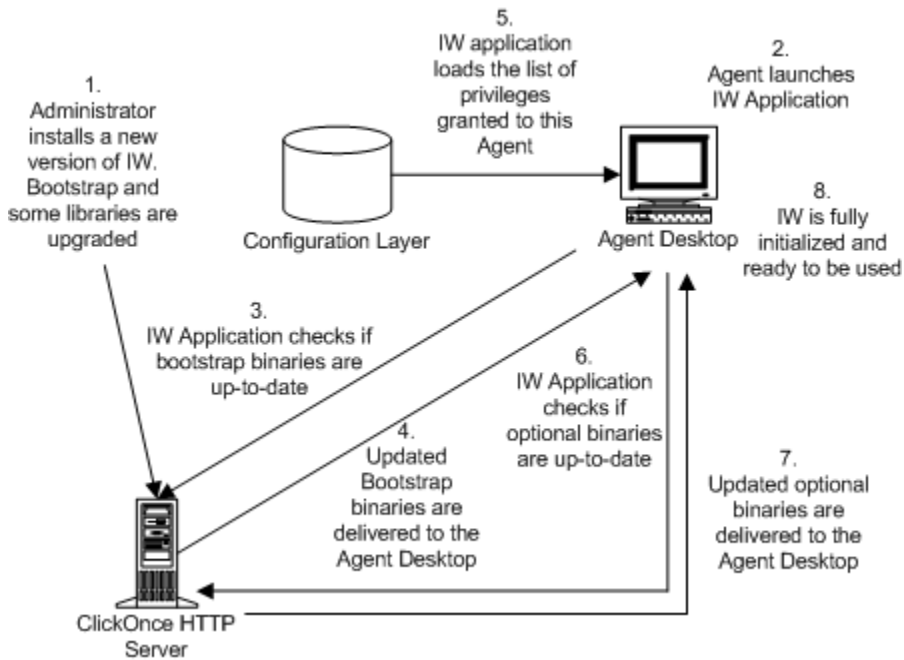 1.
Administrator
installs a new
version of IW.
Bootstrap and
some libraries are
upgraded
5.
IW application
loads the list of
privileges
granted to this
Agent
2.
Agent launches
IW Application
Configuration Layer
Agent Desktop
8.
IW is fully
initialized and
ready to be used
3.
IW Application checks if
bootstrap binaries are
up-to-date
4.
Updated
Bootstrap
binaries are
delivered to the
Agent Desktop
6.
IW Application
checks if
optional binaries
are up-to-date
7.
Updated optional
binaries are
delivered to the
Agent Desktop
ClickOnce HTTP
Server